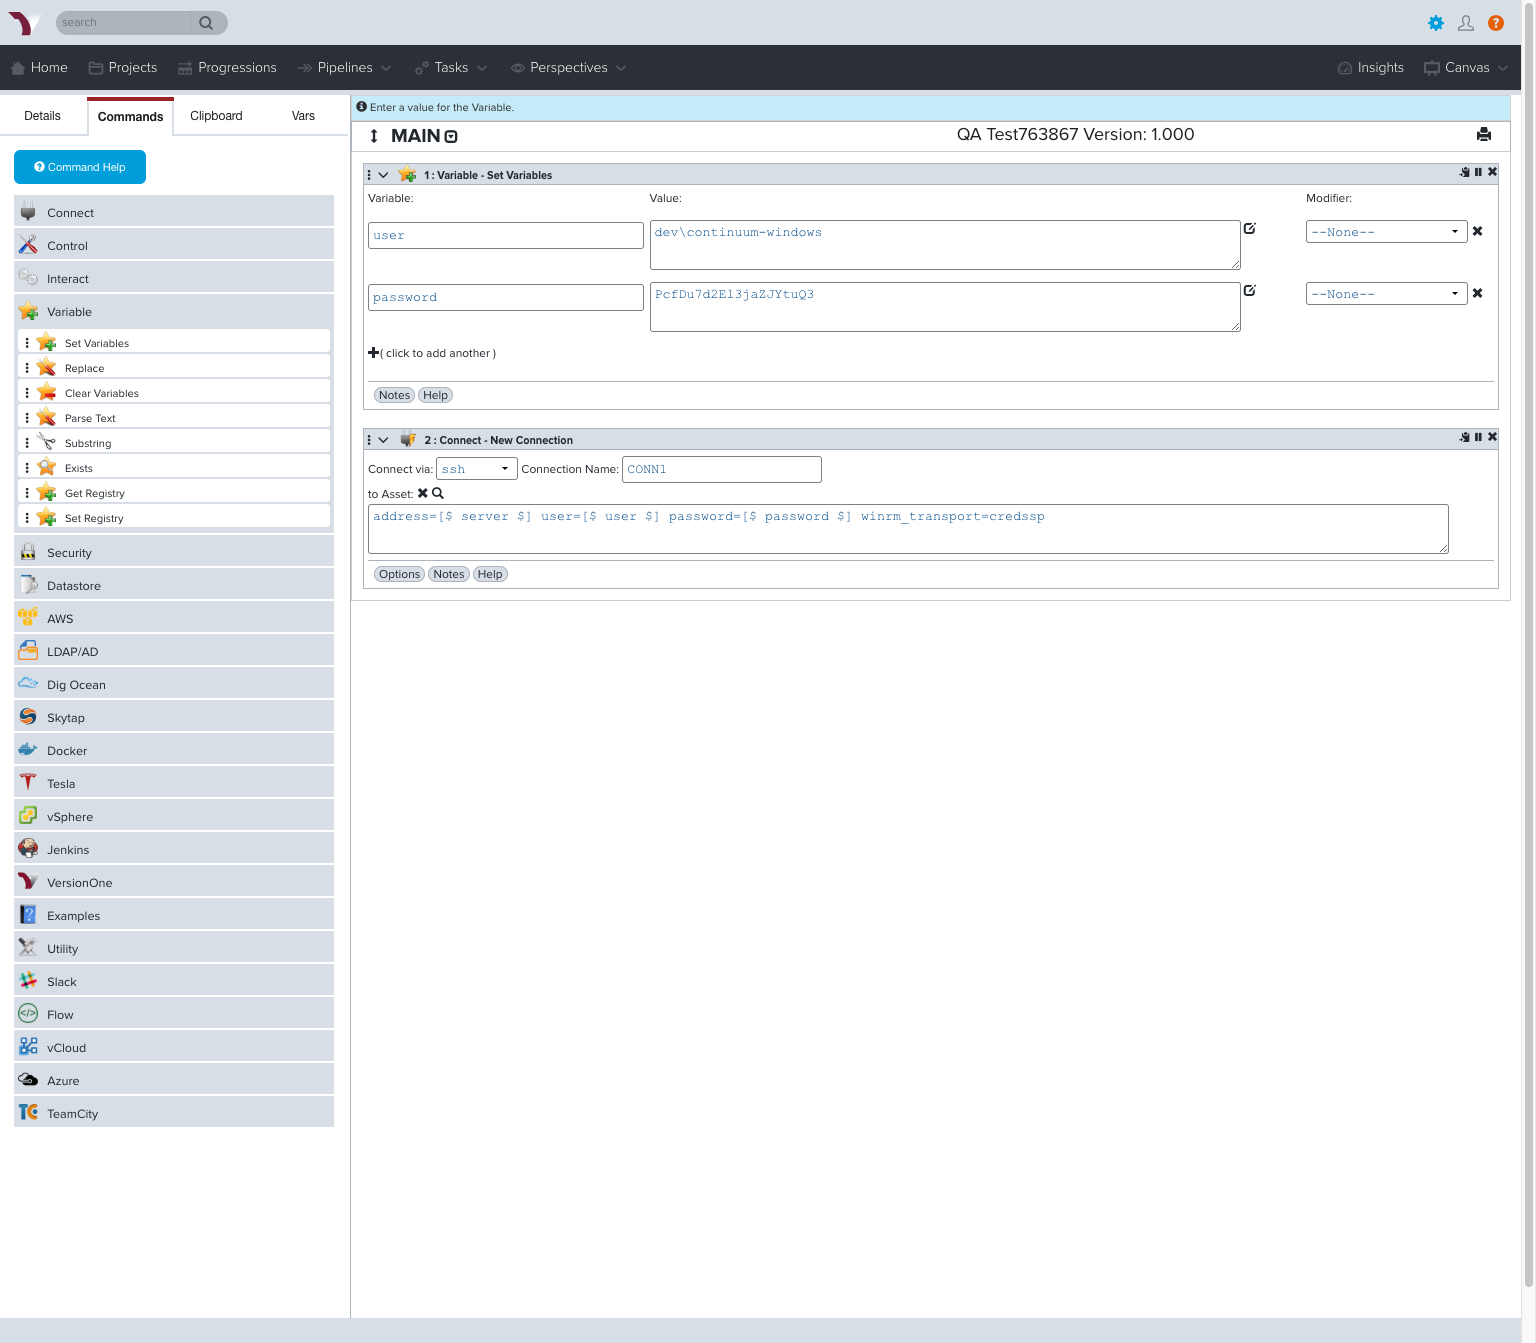 search
Home
Projects
Progressions
Pipelines
Tasks
Perspectives
Insights
Canvas
Details
Commands
Clipboard
Vars
Command Help
Connect
Control
Interact
Variable
Set Variables
Replace
Clear Variables
Parse Text
Substring
Exists
Get Registry
Set Registry
Security
Datastore
AWS
LDAP/AD
Dig Ocean
Skytap
Docker
Tesla
vSphere
Jenkins
VersionOne
Examples
Utility
Slack
Flow
vCloud
Azure
TeamCity
Enter a value for the Variable.
MAIN
QA Test763867 Version: 1.000
1 : Variable - Set Variables
Variable: Value: Modifier:
user dev\continuum-windows --None--
password PcfDu7d2El3jaZJYtuQ3 --None--
( click to add another )
Notes Help
2 : Connect - New Connection
Connect via: ssh Connection Name: CONN1
to Asset:
address=[$ server $] user=[$ user $] password=[$ password $] winrm_transport=credssp
Options Notes Help